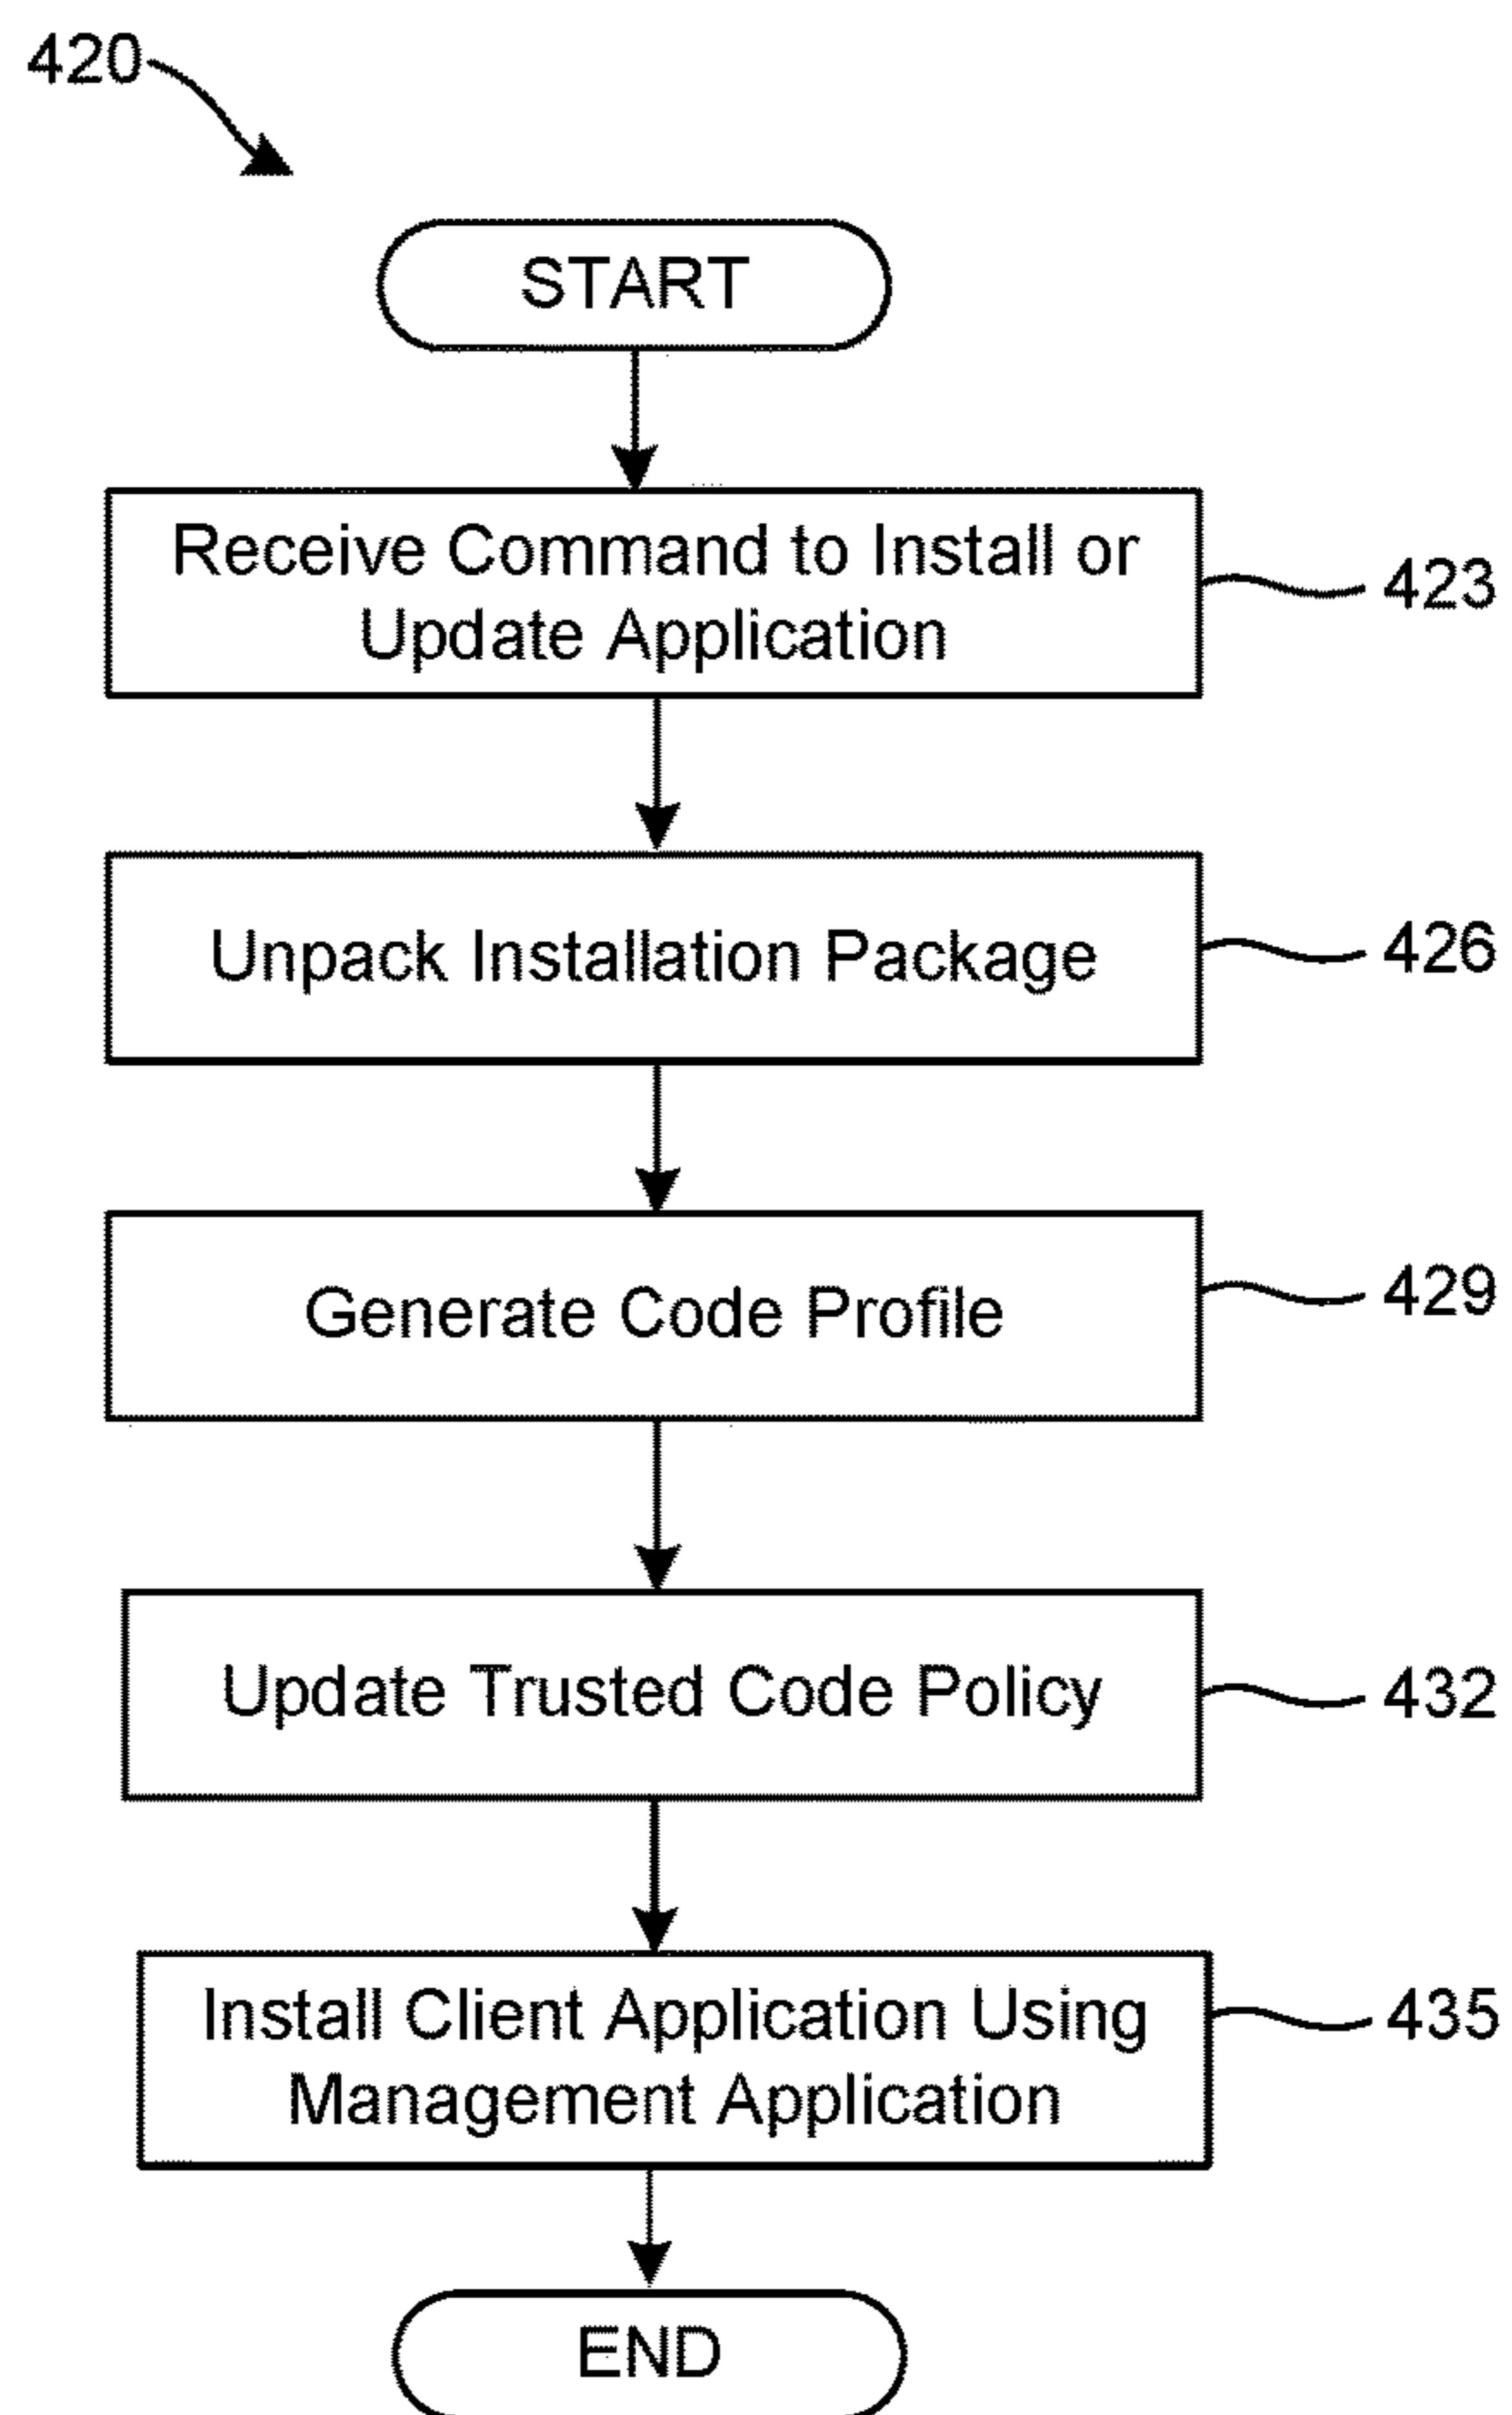 420
START
Receive Command to Install or
Update Application
423
Unpack Installation Package
426
Generate Code Profile
429
Update Trusted Code Policy
432
Install Client Application Using
Management Application
435
END